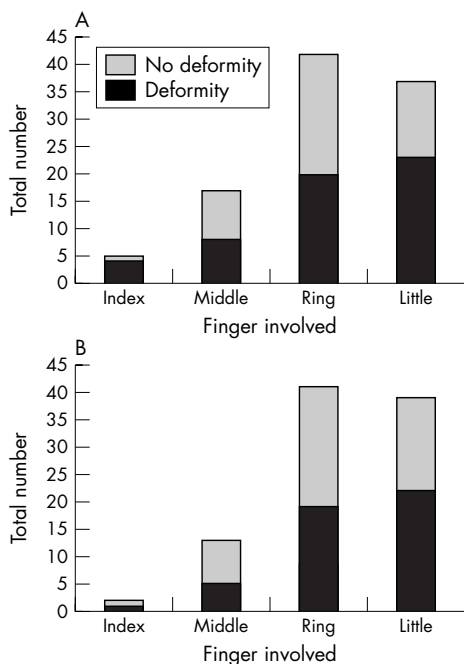 A
45
40
35
30
25
20
15
10
5
0
Total number
No deformity
Deformity
Index Middle Ring Little
Finger involved
B
45
40
35
30
25
20
15
10
5
0
Total number
Index Middle Ring Little
Finger involved